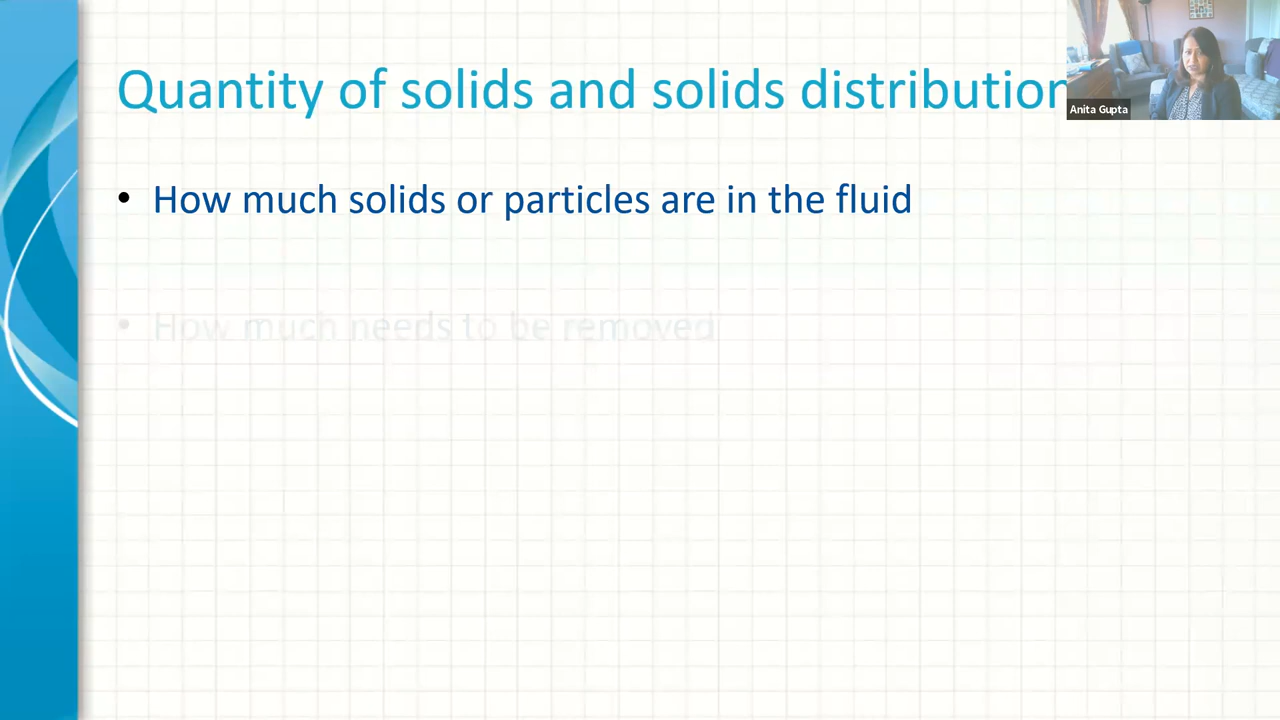 Quantity of solids and solids distribution
Anita Gupta
• How much solids or particles are in the fluid
• How much needs to be removed